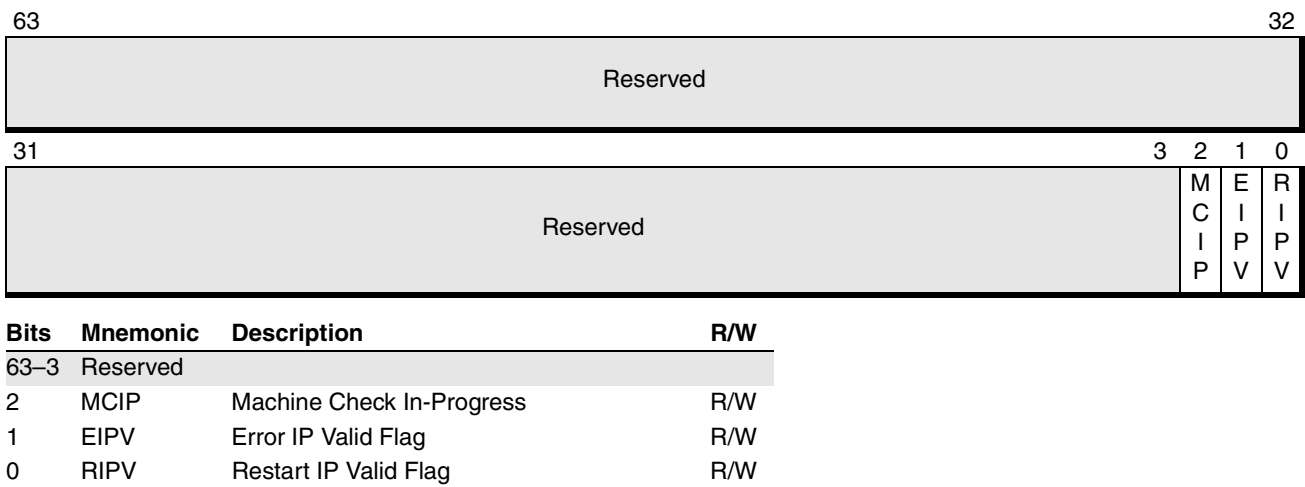 63 32
Reserved
31 3 2 1 0
Reserved
M E R
C I I
I P P
P V V
Bits Mnemonic Description R/W
63–3 Reserved
2 MCIP Machine Check In-Progress R/W
1 EIPV Error IP Valid Flag R/W
0 RIPV Restart IP Valid Flag R/W